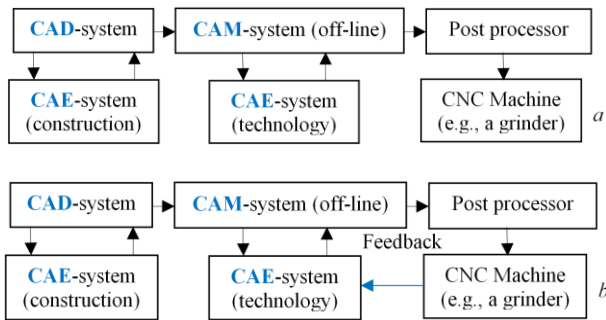 CAD-system
CAM-system (off-line)
Post processor
CAE-system
(construction)
CAE-system
(technology)
CNC Machine
(e.g., a grinder)
a
CAD-system
CAM-system (off-line)
Post processor
Feedback
CAE-system
(construction)
CAE-system
(technology)
CNC Machine
(e.g., a grinder)
b